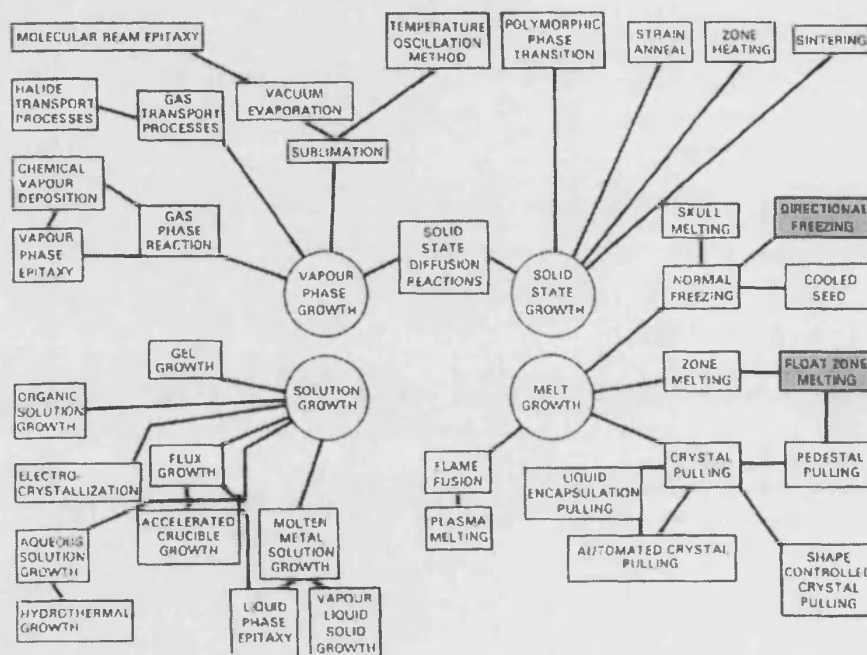 MOLECULAR BEAM EPITAXY
TEMPERATURE
OSCILLATION
METHOD
POLYMORPHIC
PHASE
TRANSITION
STRAIN
ANNEAL
ZONE
HEATING
SINTERING
HALIDE
TRANSPORT
PROCESSES
GAS
TRANSPORT
PROCESSES
VACUUM
EVAPORATION
SUBLIMATION
CHEMICAL
VAPOUR
DEPOSITION
VAPOUR
PHASE
EPITAXY
GAS
PHASE
REACTION
VAPOUR
PHASE
GROWTH
SOLID
STATE
DIFFUSION
REACTIONS
SOLID
STATE
GROWTH
SKULL
MELTING
DIRECTIONAL
FREEZING
NORMAL
FREEZING
COOLED
SEED
GEL
GROWTH
SOLUTION
GROWTH
MELT
GROWTH
ZONE
MELTING
FLOAT ZONE
MELTING
ORGANIC
SOLUTION
GROWTH
ELECTRO-
CRYSTALLIZATION
FLUX
GROWTH
FLAME
FUSION
CRYSTAL
PULLING
PEDESTAL
PULLING
LIQUID
ENCAPSULATION
PULLING
AQUEOUS
SOLUTION
GROWTH
ACCELERATED
CRUCIBLE
GROWTH
MOLTEN
METAL
SOLUTION
GROWTH
PLASMA
MELTING
AUTOMATED CRYSTAL
PULLING
SHAPE
CONTROLLED
CRYSTAL
PULLING
HYDROTHERMAL
GROWTH
LIQUID
PHASE
EPITAXY
VAPOUR
LIQUID
SOLID
GROWTH